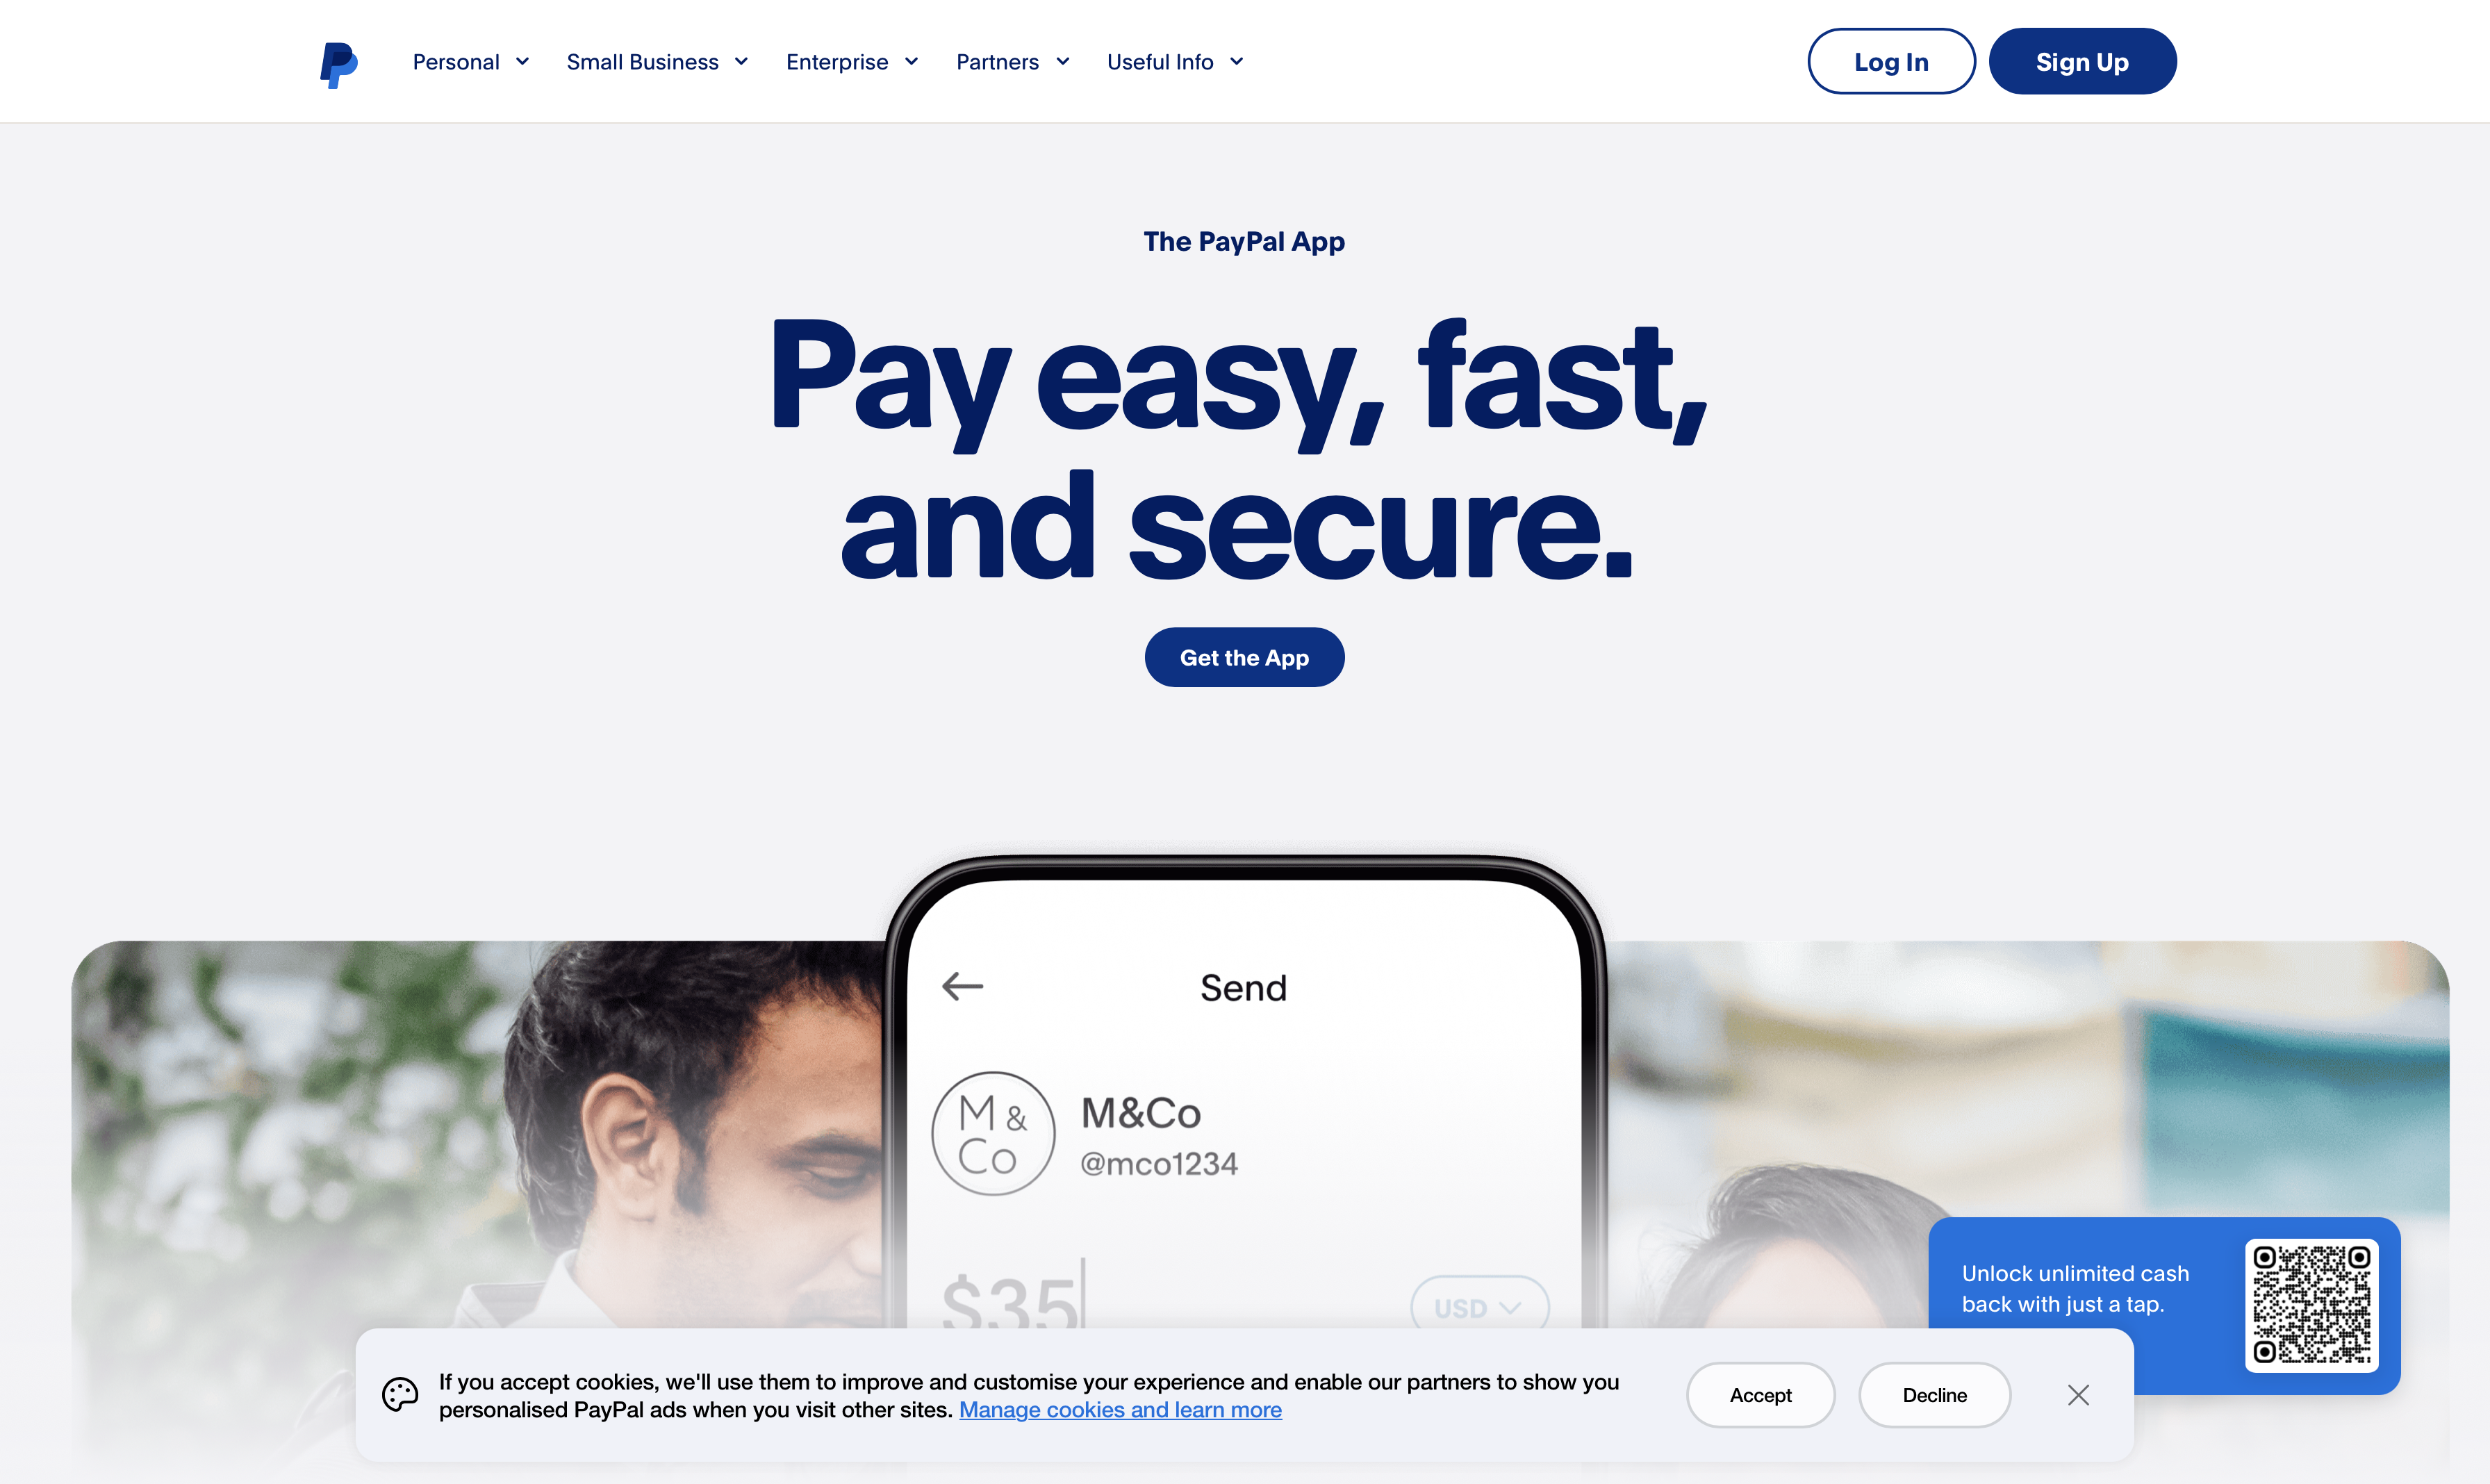 Personal
Small Business
Enterprise
Partners
Useful Info
Log In
Sign Up
The PayPal App
Pay easy, fast,
and secure.
Get the App
Send
M &
Co
M&Co
@mco1234
$35
USD
Unlock unlimited cash
back with just a tap.
If you accept cookies, we'll use them to improve and customise your experience and enable our partners to show you
personalised PayPal ads when you visit other sites. Manage cookies and learn more
Accept
Decline